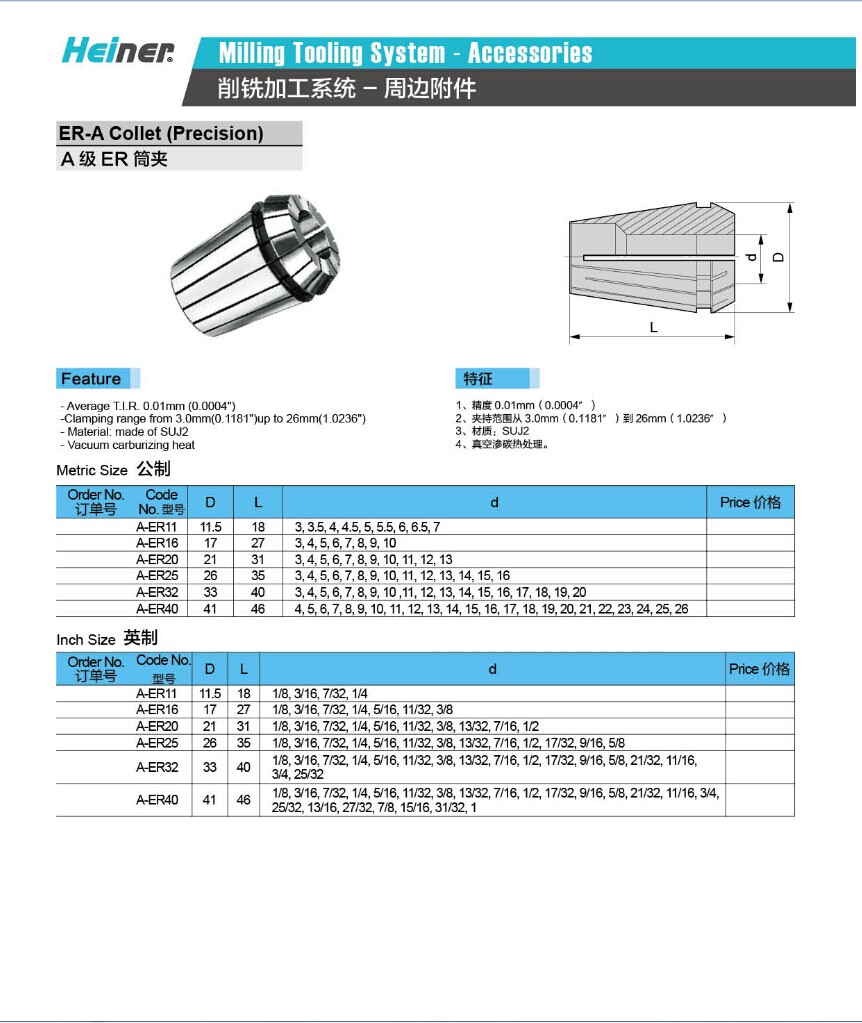 Heiner®
Milling Tooling System - Accessories
削铣加工系统 – 周边附件
ER-A Collet (Precision)
A 级 ER 筒夹
d
D
L
Feature
- Average T.I.R. 0.01mm (0.0004")
-Clamping range from 3.0mm(0.1181")up to 26mm(1.0236")
- Material: made of SUJ2
- Vacuum carburizing heat
特征
1、精度 0.01mm（0.0004″ ）
2、夹持范围从 3.0mm（0.1181″ ）到 26mm（1.0236″ ）
3、材质：SUJ2
4、真空渗碳热处理。
Metric Size 公制
Order No. 订单号 Code No. 型号 D L d Price 价格
A-ER11 11.5 18 3, 3.5, 4, 4.5, 5, 5.5, 6, 6.5, 7
A-ER16 17 27 3, 4, 5, 6, 7, 8, 9, 10
A-ER20 21 31 3, 4, 5, 6, 7, 8, 9, 10, 11, 12, 13
A-ER25 26 35 3, 4, 5, 6, 7, 8, 9, 10, 11, 12, 13, 14, 15, 16
A-ER32 33 40 3, 4, 5, 6, 7, 8, 9, 10 ,11, 12, 13, 14, 15, 16, 17, 18, 19, 20
A-ER40 41 46 4, 5, 6, 7, 8, 9, 10, 11, 12, 13, 14, 15, 16, 17, 18, 19, 20, 21, 22, 23, 24, 25, 26
Inch Size 英制
Order No. 订单号 Code No. 型号 D L d Price 价格
A-ER11 11.5 18 1/8, 3/16, 7/32, 1/4
A-ER16 17 27 1/8, 3/16, 7/32, 1/4, 5/16, 11/32, 3/8
A-ER20 21 31 1/8, 3/16, 7/32, 1/4, 5/16, 11/32, 3/8, 13/32, 7/16, 1/2
A-ER25 26 35 1/8, 3/16, 7/32, 1/4, 5/16, 11/32, 3/8, 13/32, 7/16, 1/2, 17/32, 9/16, 5/8
A-ER32 33 40 1/8, 3/16, 7/32, 1/4, 5/16, 11/32, 3/8, 13/32, 7/16, 1/2, 17/32, 9/16, 5/8, 21/32, 11/16,
3/4, 25/32
A-ER40 41 46 1/8, 3/16, 7/32, 1/4, 5/16, 11/32, 3/8, 13/32, 7/16, 1/2, 17/32, 9/16, 5/8, 21/32, 11/16, 3/4,
25/32, 13/16, 27/32, 7/8, 15/16, 31/32, 1